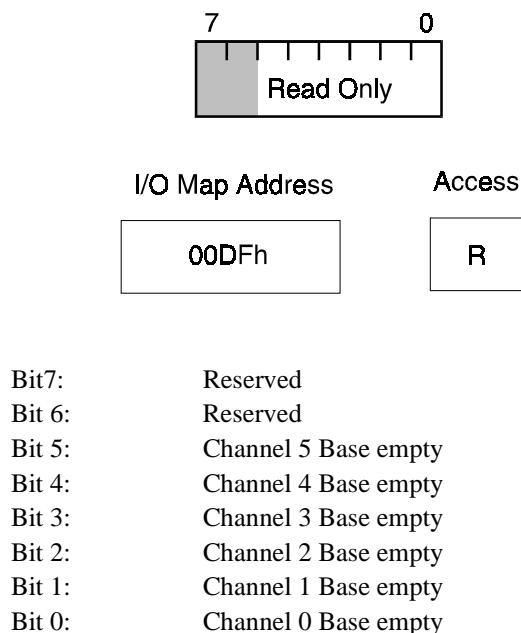 7 0
Read Only
I/O Map Address Access
00DFh R
Bit7: Reserved
Bit 6: Reserved
Bit 5: Channel 5 Base empty
Bit 4: Channel 4 Base empty
Bit 3: Channel 3 Base empty
Bit 2: Channel 2 Base empty
Bit 1: Channel 1 Base empty
Bit 0: Channel 0 Base empty